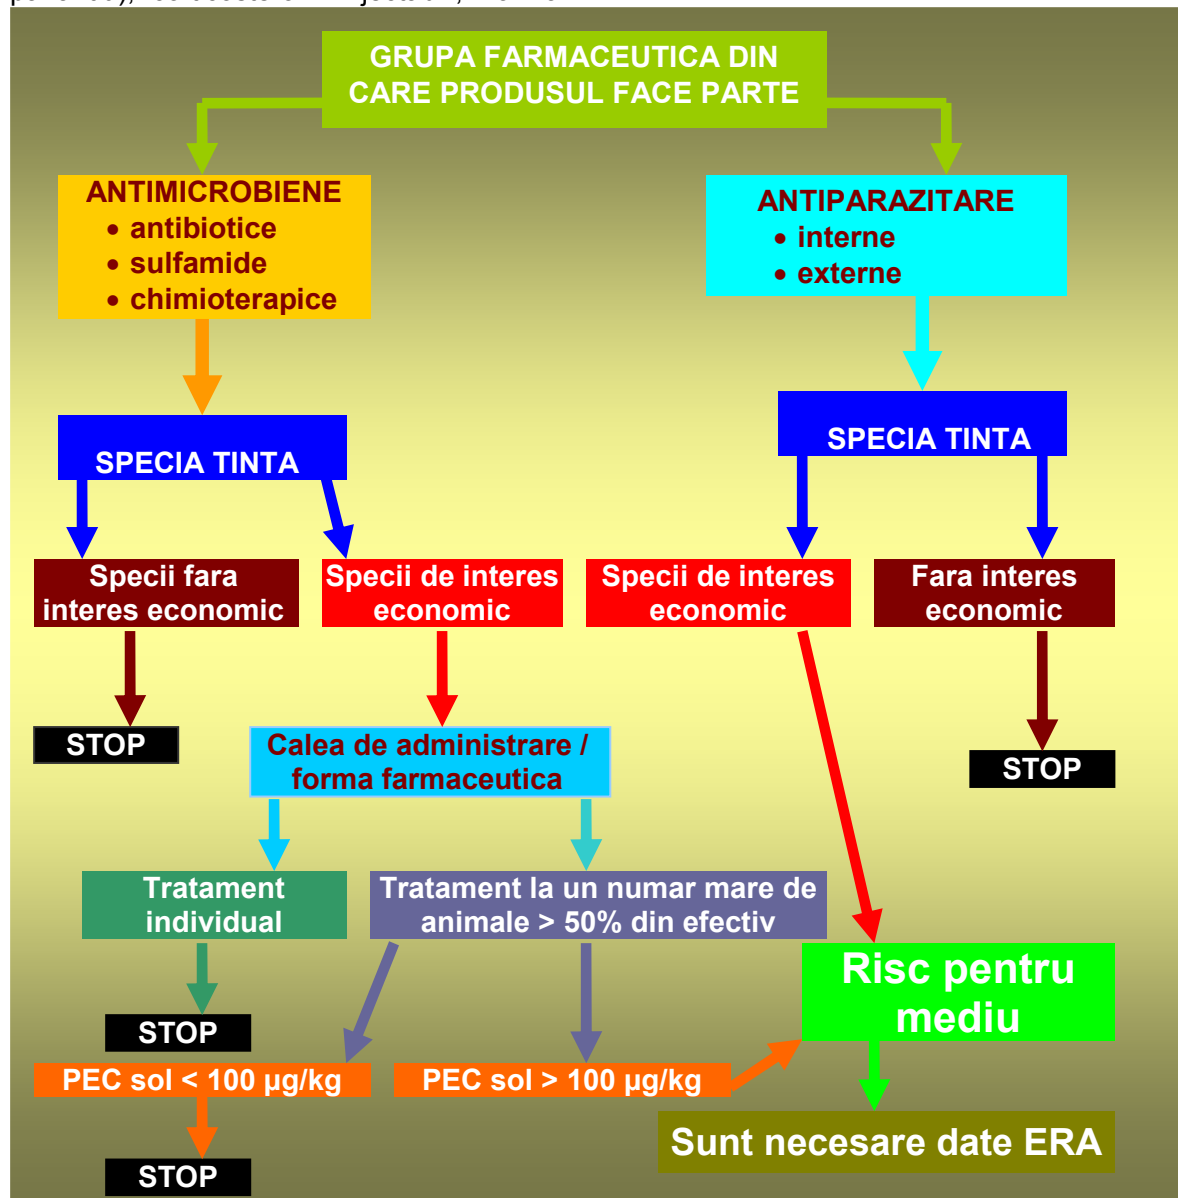 GRUPA FARMACEUTICA DIN
CARE PRODUSUL FACE PARTE
ANTIMICROBIENE
• antibiotice
• sulfamide
• chimioterapice
ANTIPARAZITARE
• interne
• externe
SPECIA TINTA
SPECIA TINTA
Specii fara
interes economic
Specii de interes
economic
Specii de interes
economic
Fara interes
economic
STOP
Calea de administrare /
forma farmaceutica
STOP
Tratament
individual
Tratament la un numar mare de
animale > 50% din efectiv
Risc pentru
mediu
STOP
PEC sol < 100 µg/kg
PEC sol > 100 µg/kg
Sunt necesare date ERA
STOP